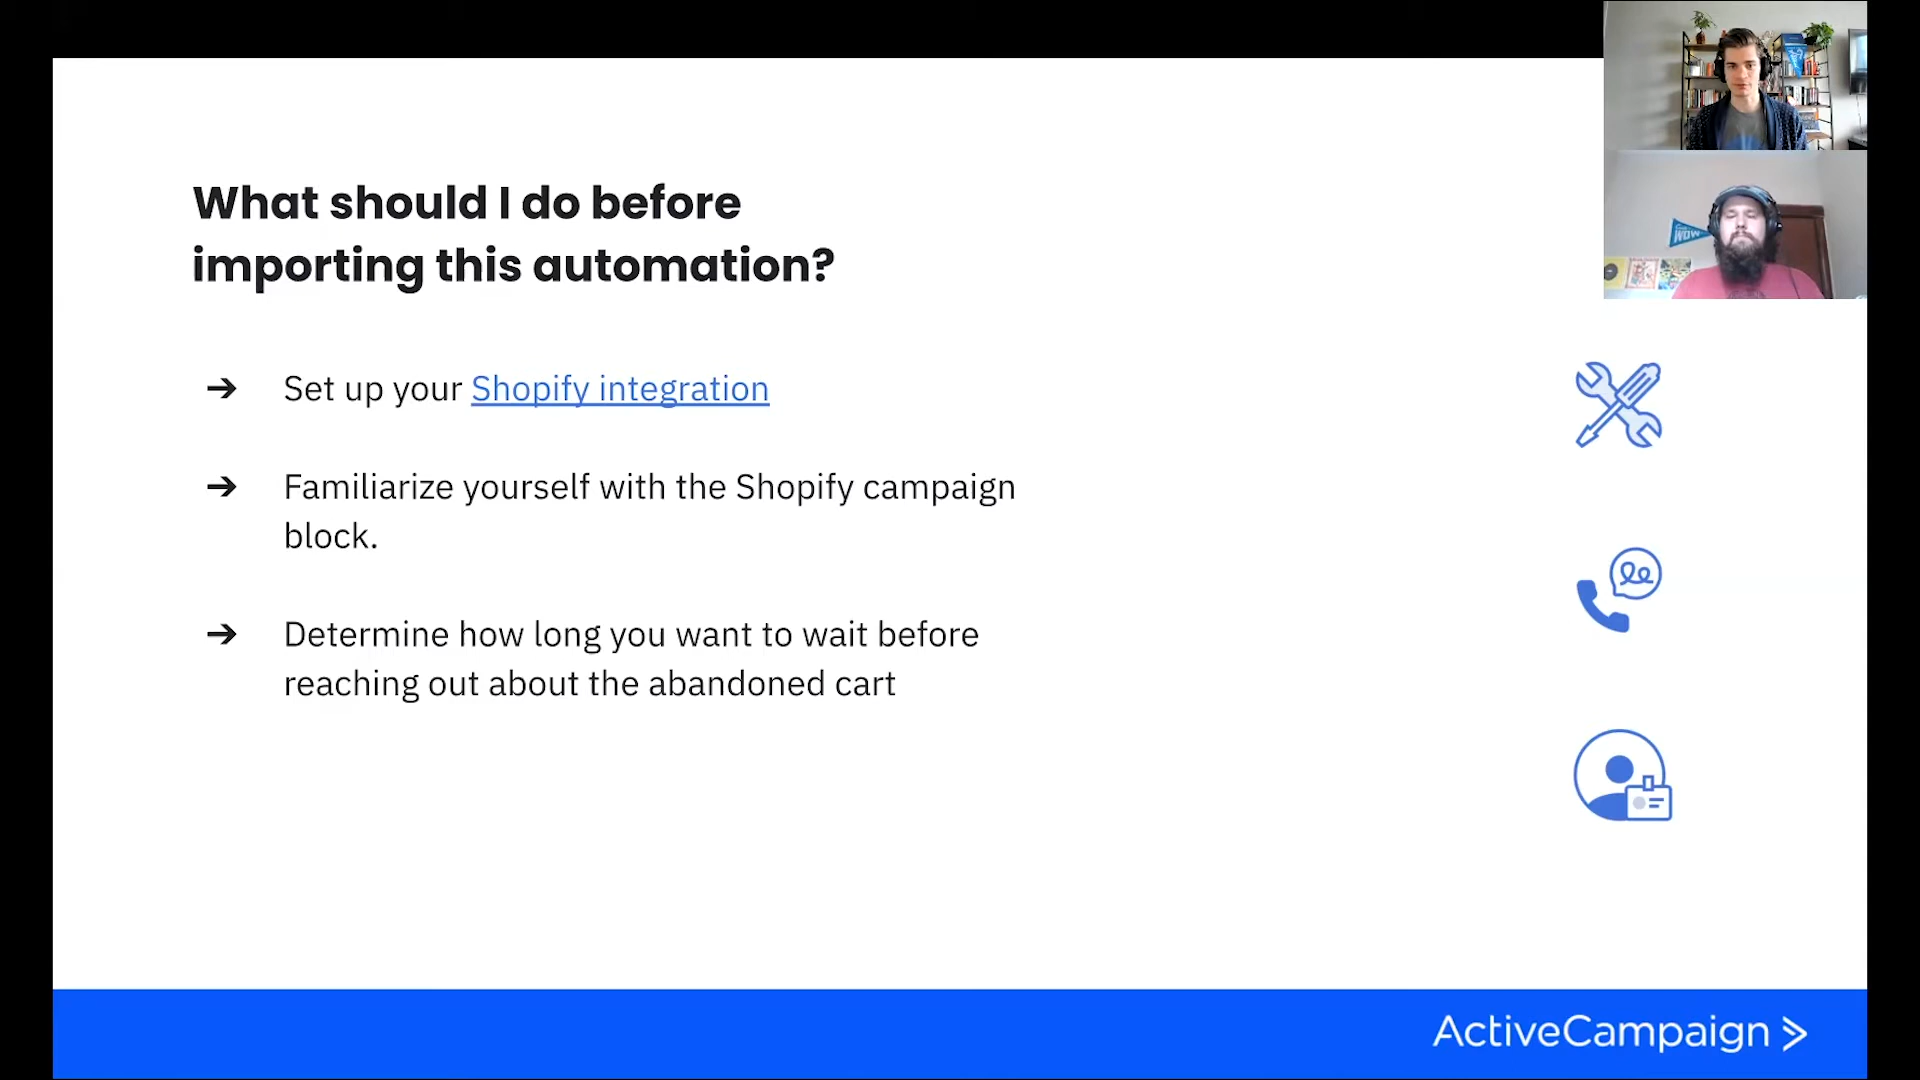 What should I do before
importing this automation?
➔ Set up your Shopify integration
➔ Familiarize yourself with the Shopify campaign
block.
➔ Determine how long you want to wait before
reaching out about the abandoned cart
WOW
ActiveCampaign